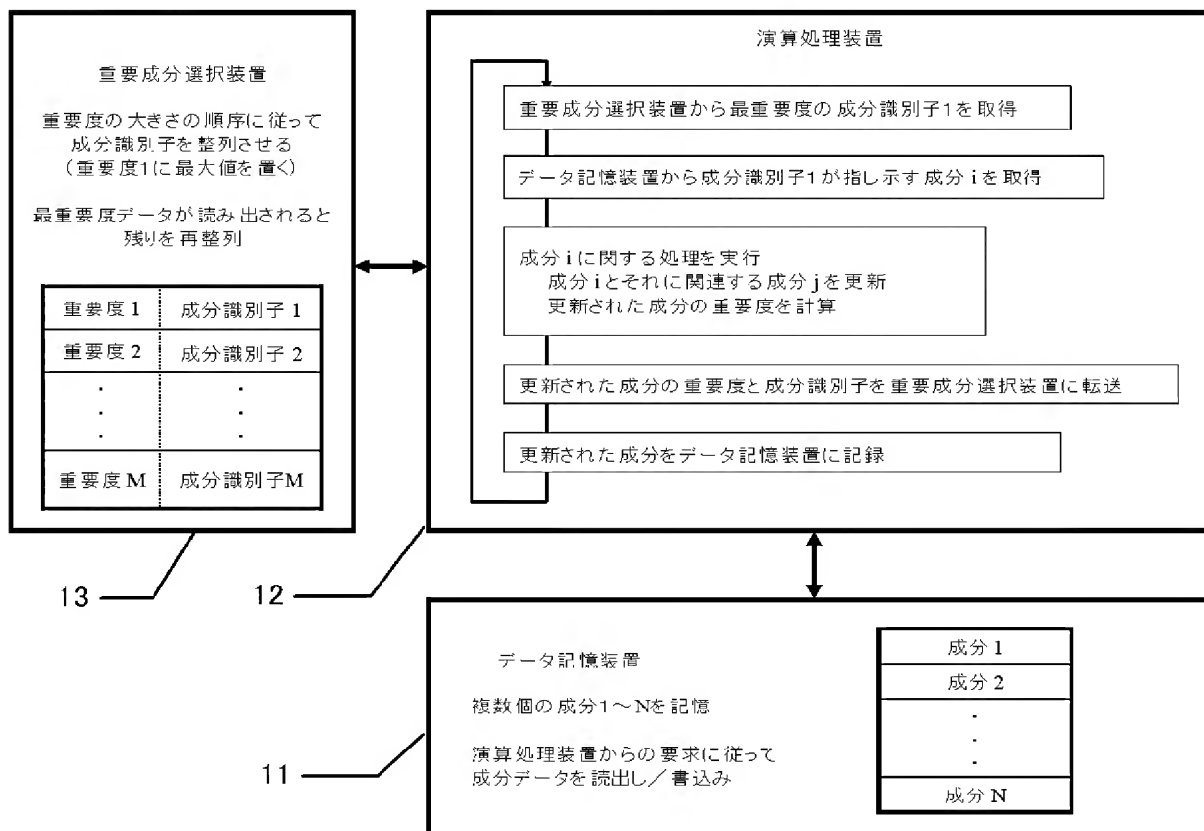 重要成分選択装置
重要度の大きさの順序に従って
成分識別子を整列させる
（重要度1に最大値を置く）
最重要度データが読み出されると
残りを再整列
重要度 1 成分識別子 1
重要度 2 成分識別子 2
・ ・
・ ・
・ ・
重要度 M 成分識別子M
13
演算処理装置
重要成分選択装置から最重要度の成分識別子1を取得
データ記憶装置から成分識別子1が指し示す成分 i を取得
成分 i に関する処理を実行
成分 i とそれに関連する成分 j を更新
更新された成分の重要度を計算
更新された成分の重要度と成分識別子を重要成分選択装置に転送
更新された成分をデータ記憶装置に記録
12
データ記憶装置
複数個の成分1～Nを記憶
演算処理装置からの要求に従って
成分データを読出し／書込み
成分 1
成分 2
・
・
・
成分 N
11